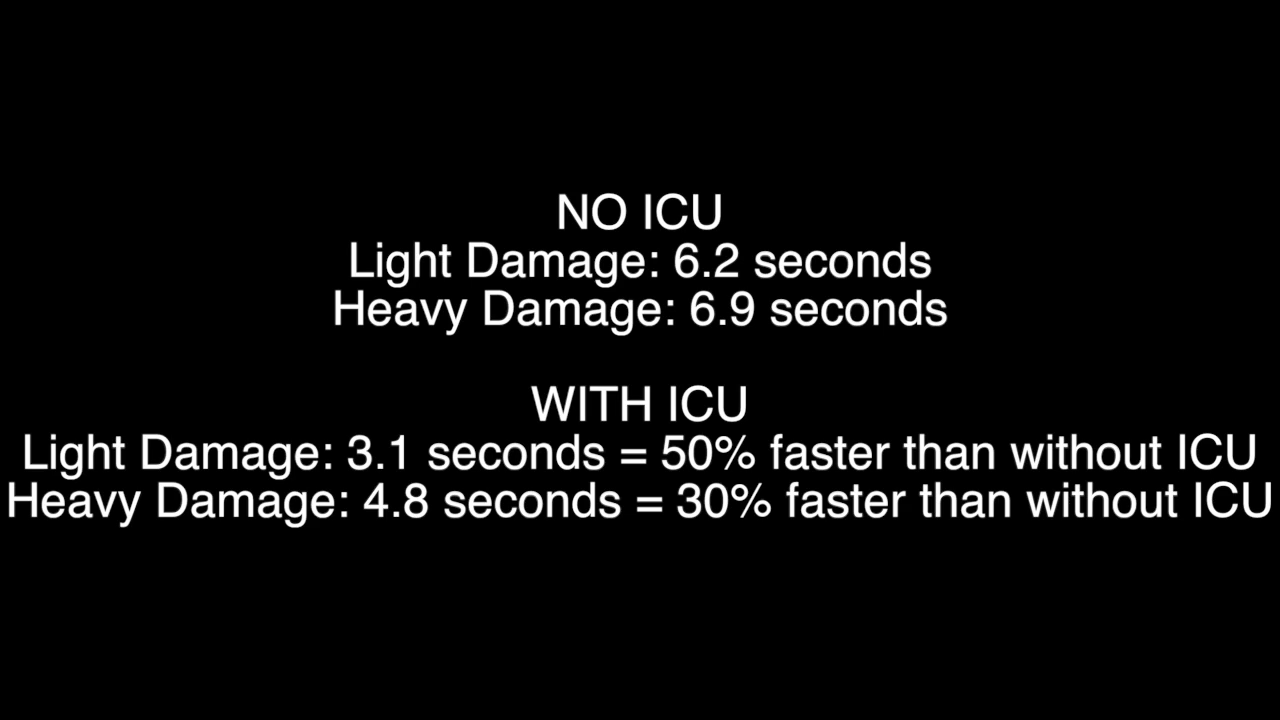 NO ICU
Light Damage: 6.2 seconds
Heavy Damage: 6.9 seconds
WITH ICU
Light Damage: 3.1 seconds = 50% faster than without ICU
Heavy Damage: 4.8 seconds = 30% faster than without ICU